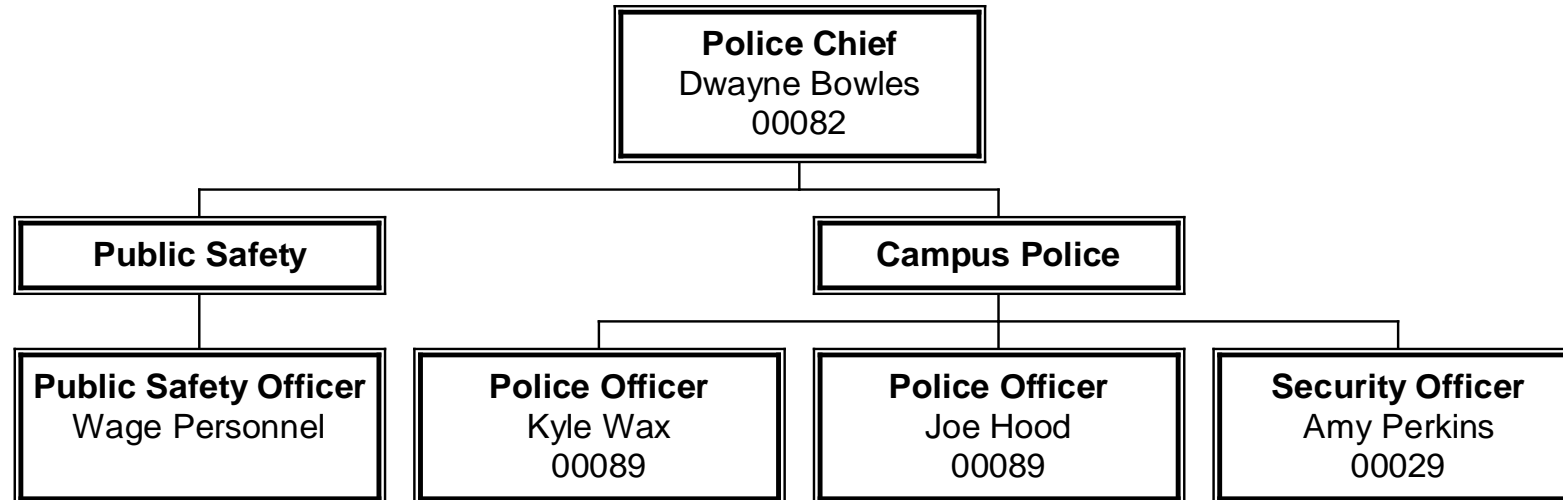 Police Chief
Dwayne Bowles
00082
Public Safety
Campus Police
Public Safety Officer
Wage Personnel
Police Officer
Kyle Wax
00089
Police Officer
Joe Hood
00089
Security Officer
Amy Perkins
00029